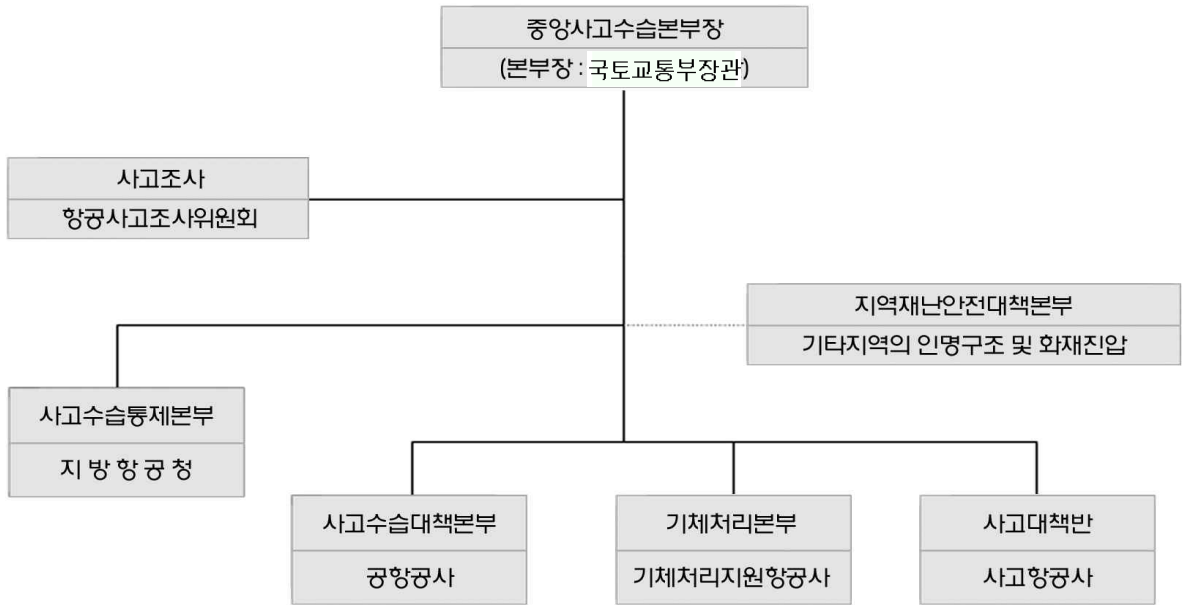 중앙사고수습본부장
(본부장 : 국토교통부장관)
사고조사
항공사고조사위원회
지역재난안전대책본부
기타지역의 인명구조 및 화재진압
사고수습통제본부
지 방 항 공 청
사고수습대책본부
공항공사
기체처리본부
기체처리지원항공사
사고대책반
사고항공사